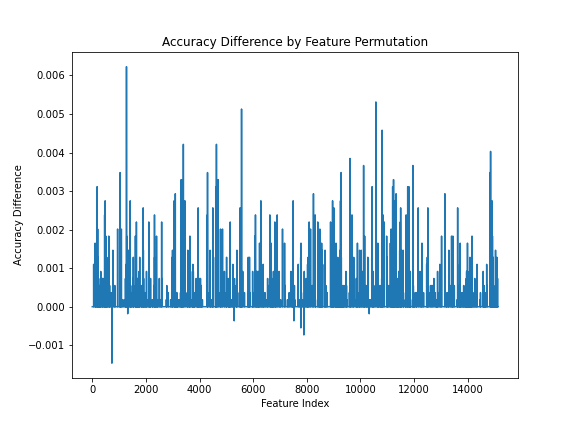 Accuracy Difference by Feature Permutation
0.006
0.005
0.004
0.003
0.002
0.001
0.000
−0.001
Accuracy Difference
0 2000 4000 6000 8000 10000 12000 14000
Feature Index